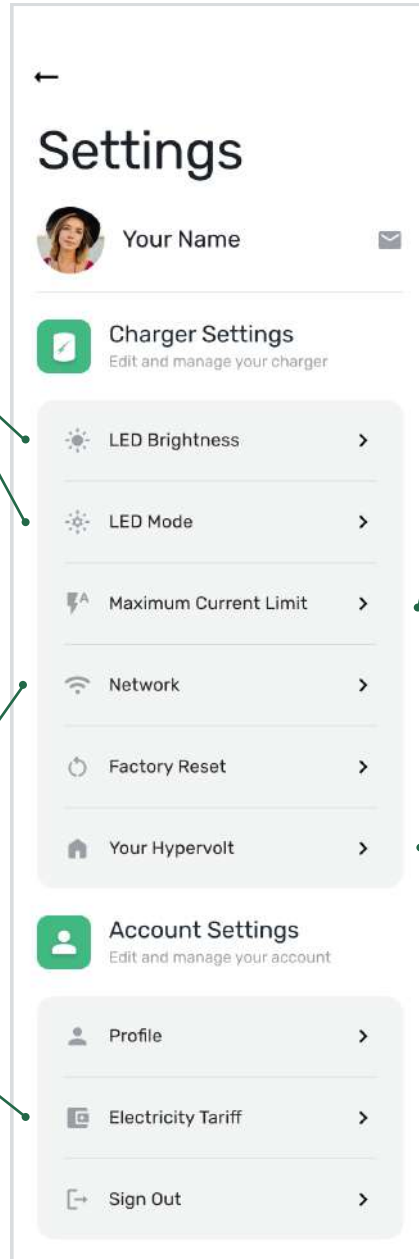 Settings
Your Name
Charger Settings
Edit and manage your charger
LED Brightness
LED Mode
A
Maximum Current Limit
Network
Factory Reset
Your Hypervolt
Account Settings
Edit and manage your account
Profile
Electricity Tariff
Sign Out